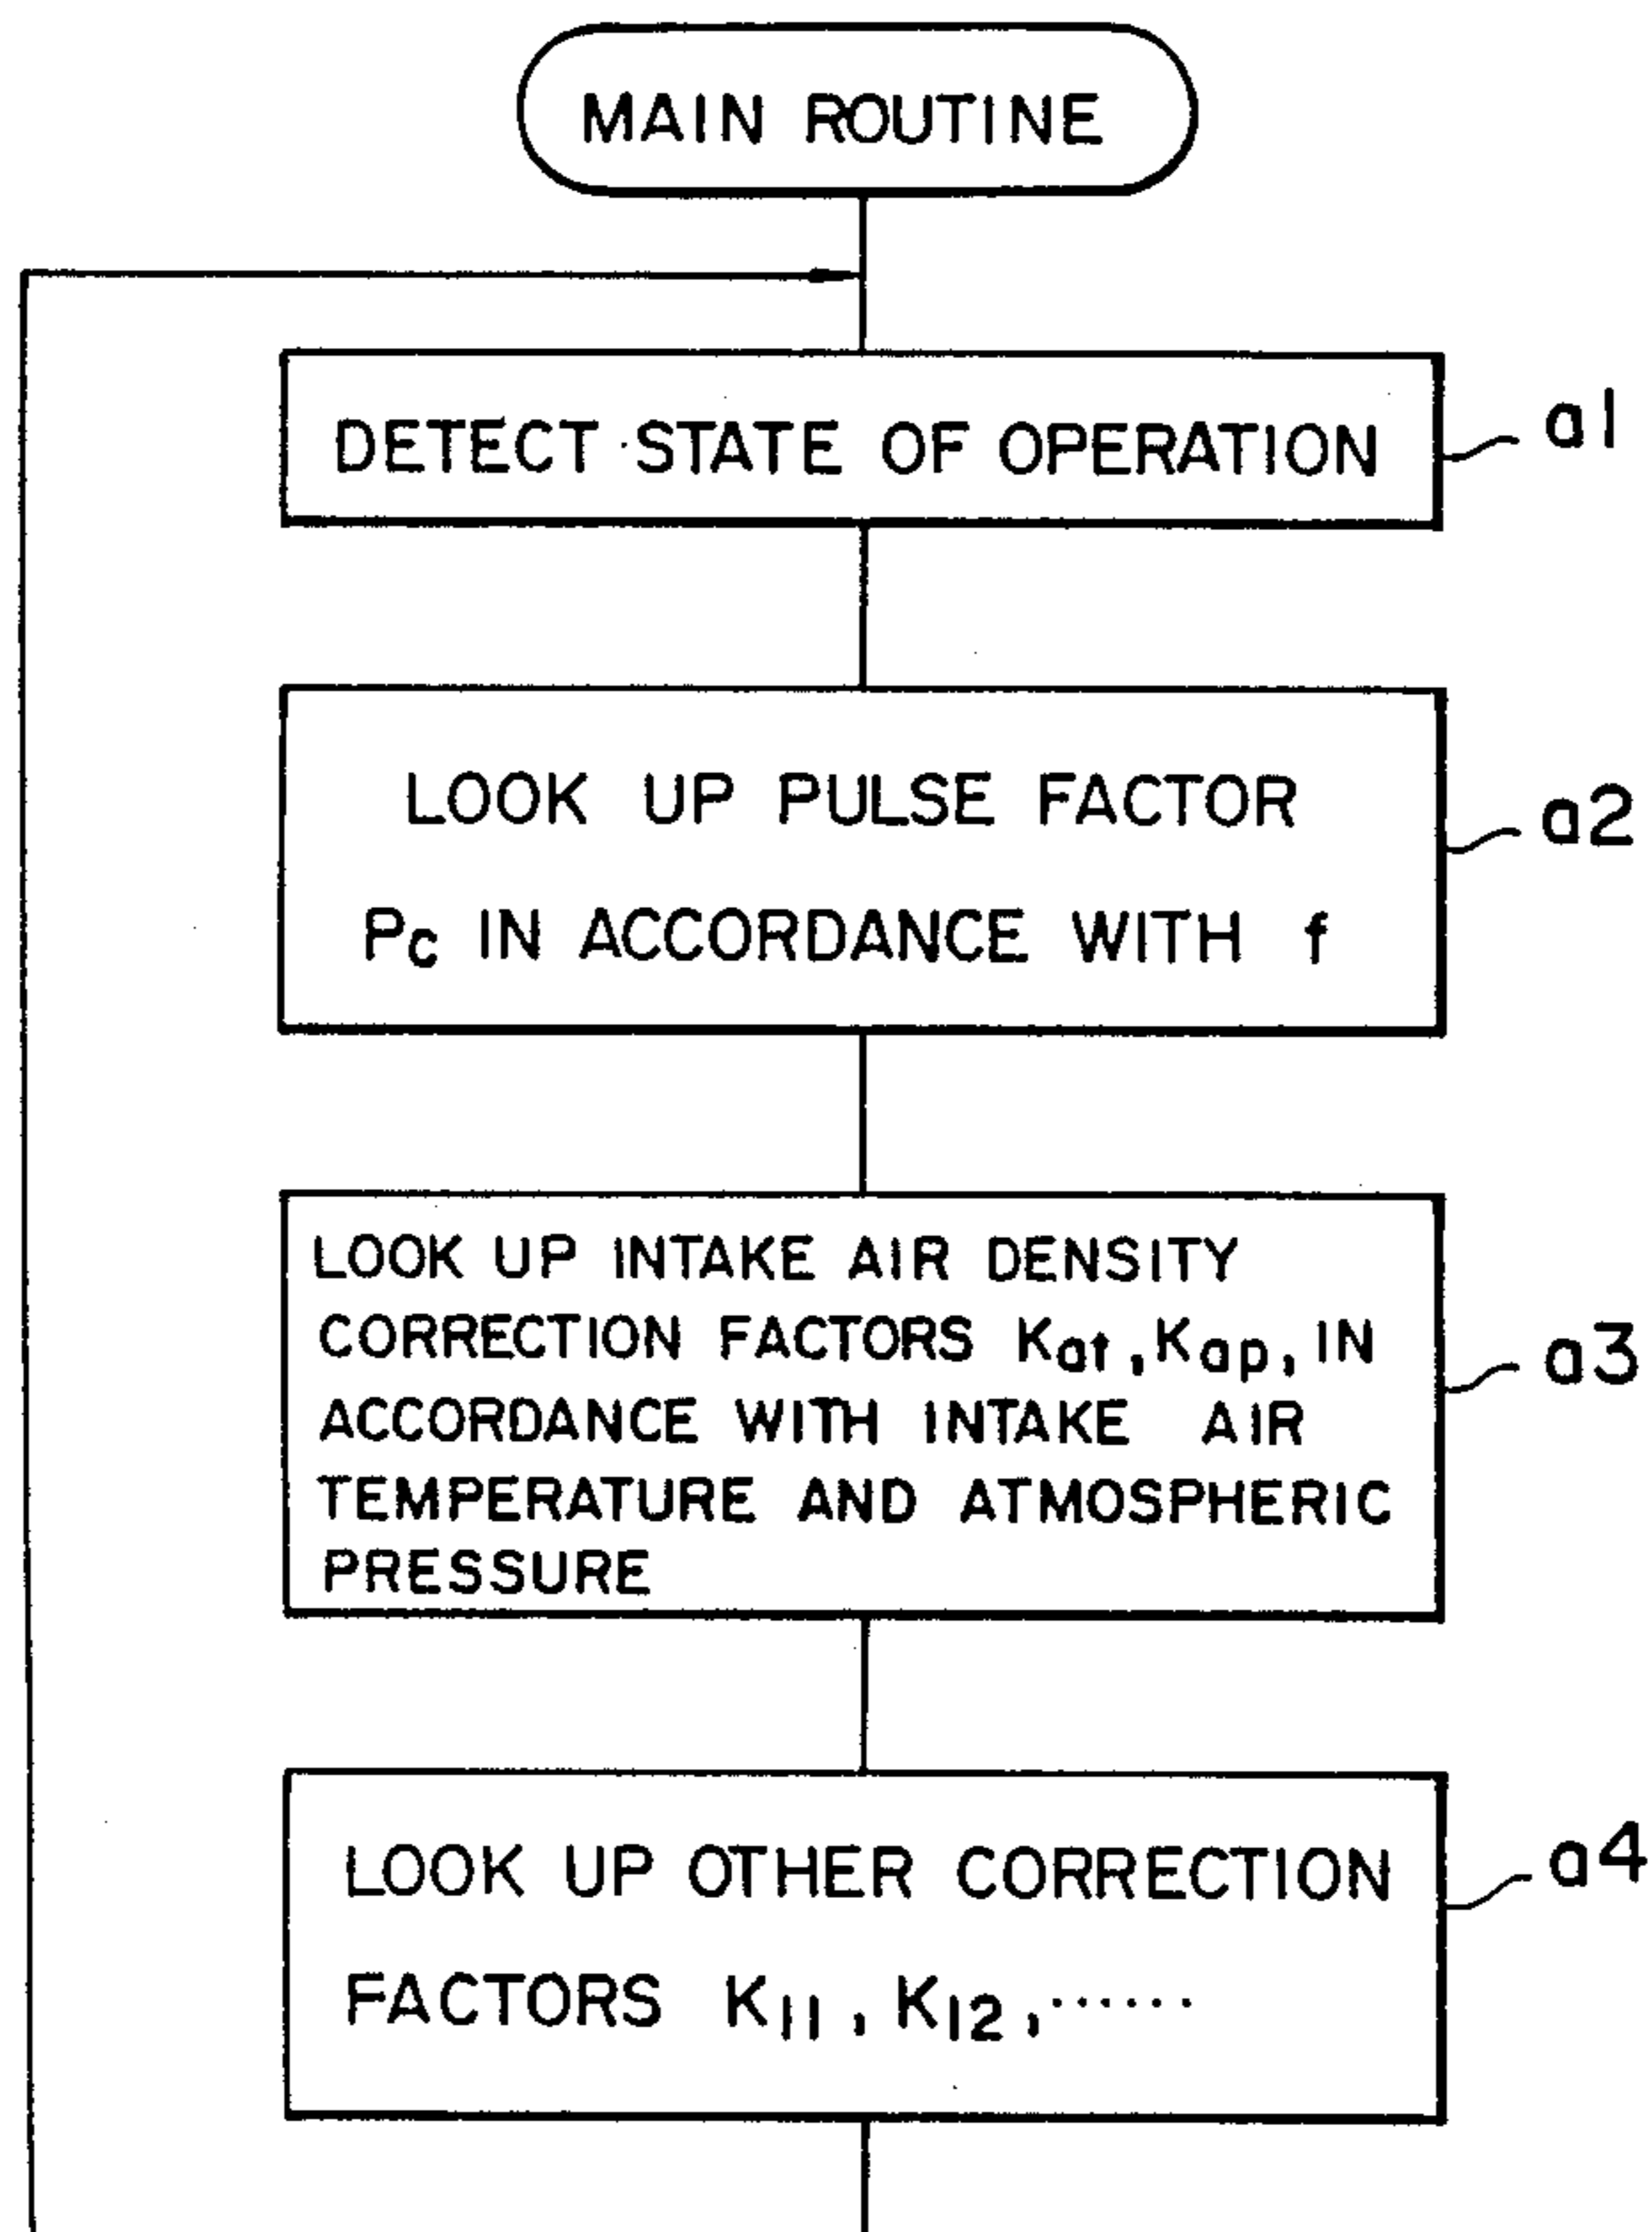 MAIN ROUTINE
DETECT STATE OF OPERATION
a1
LOOK UP PULSE FACTOR
Pc IN ACCORDANCE WITH f
a2
LOOK UP INTAKE AIR DENSITY
CORRECTION FACTORS Kat, Kap, IN
ACCORDANCE WITH INTAKE AIR
TEMPERATURE AND ATMOSPHERIC
PRESSURE
a3
LOOK UP OTHER CORRECTION
FACTORS K11, K12, ......
a4